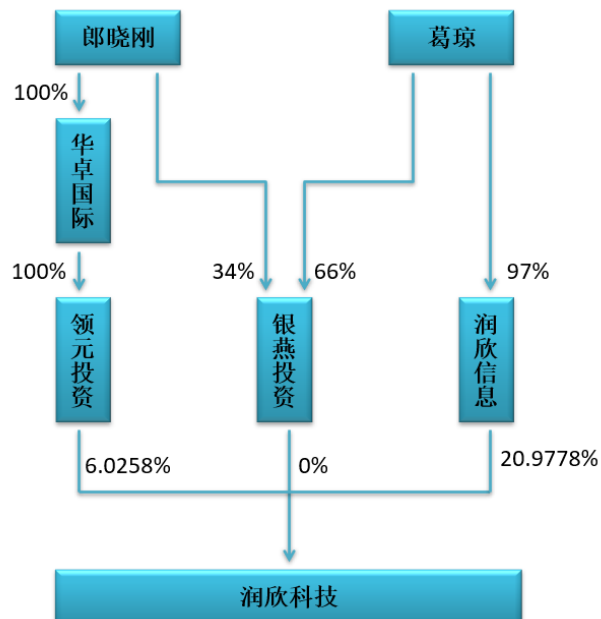 郎晓刚
葛琼
100%
华卓国际
100%
34%
66%
97%
领元投资
银燕投资
润欣信息
6.0258%
0%
20.9778%
润欣科技